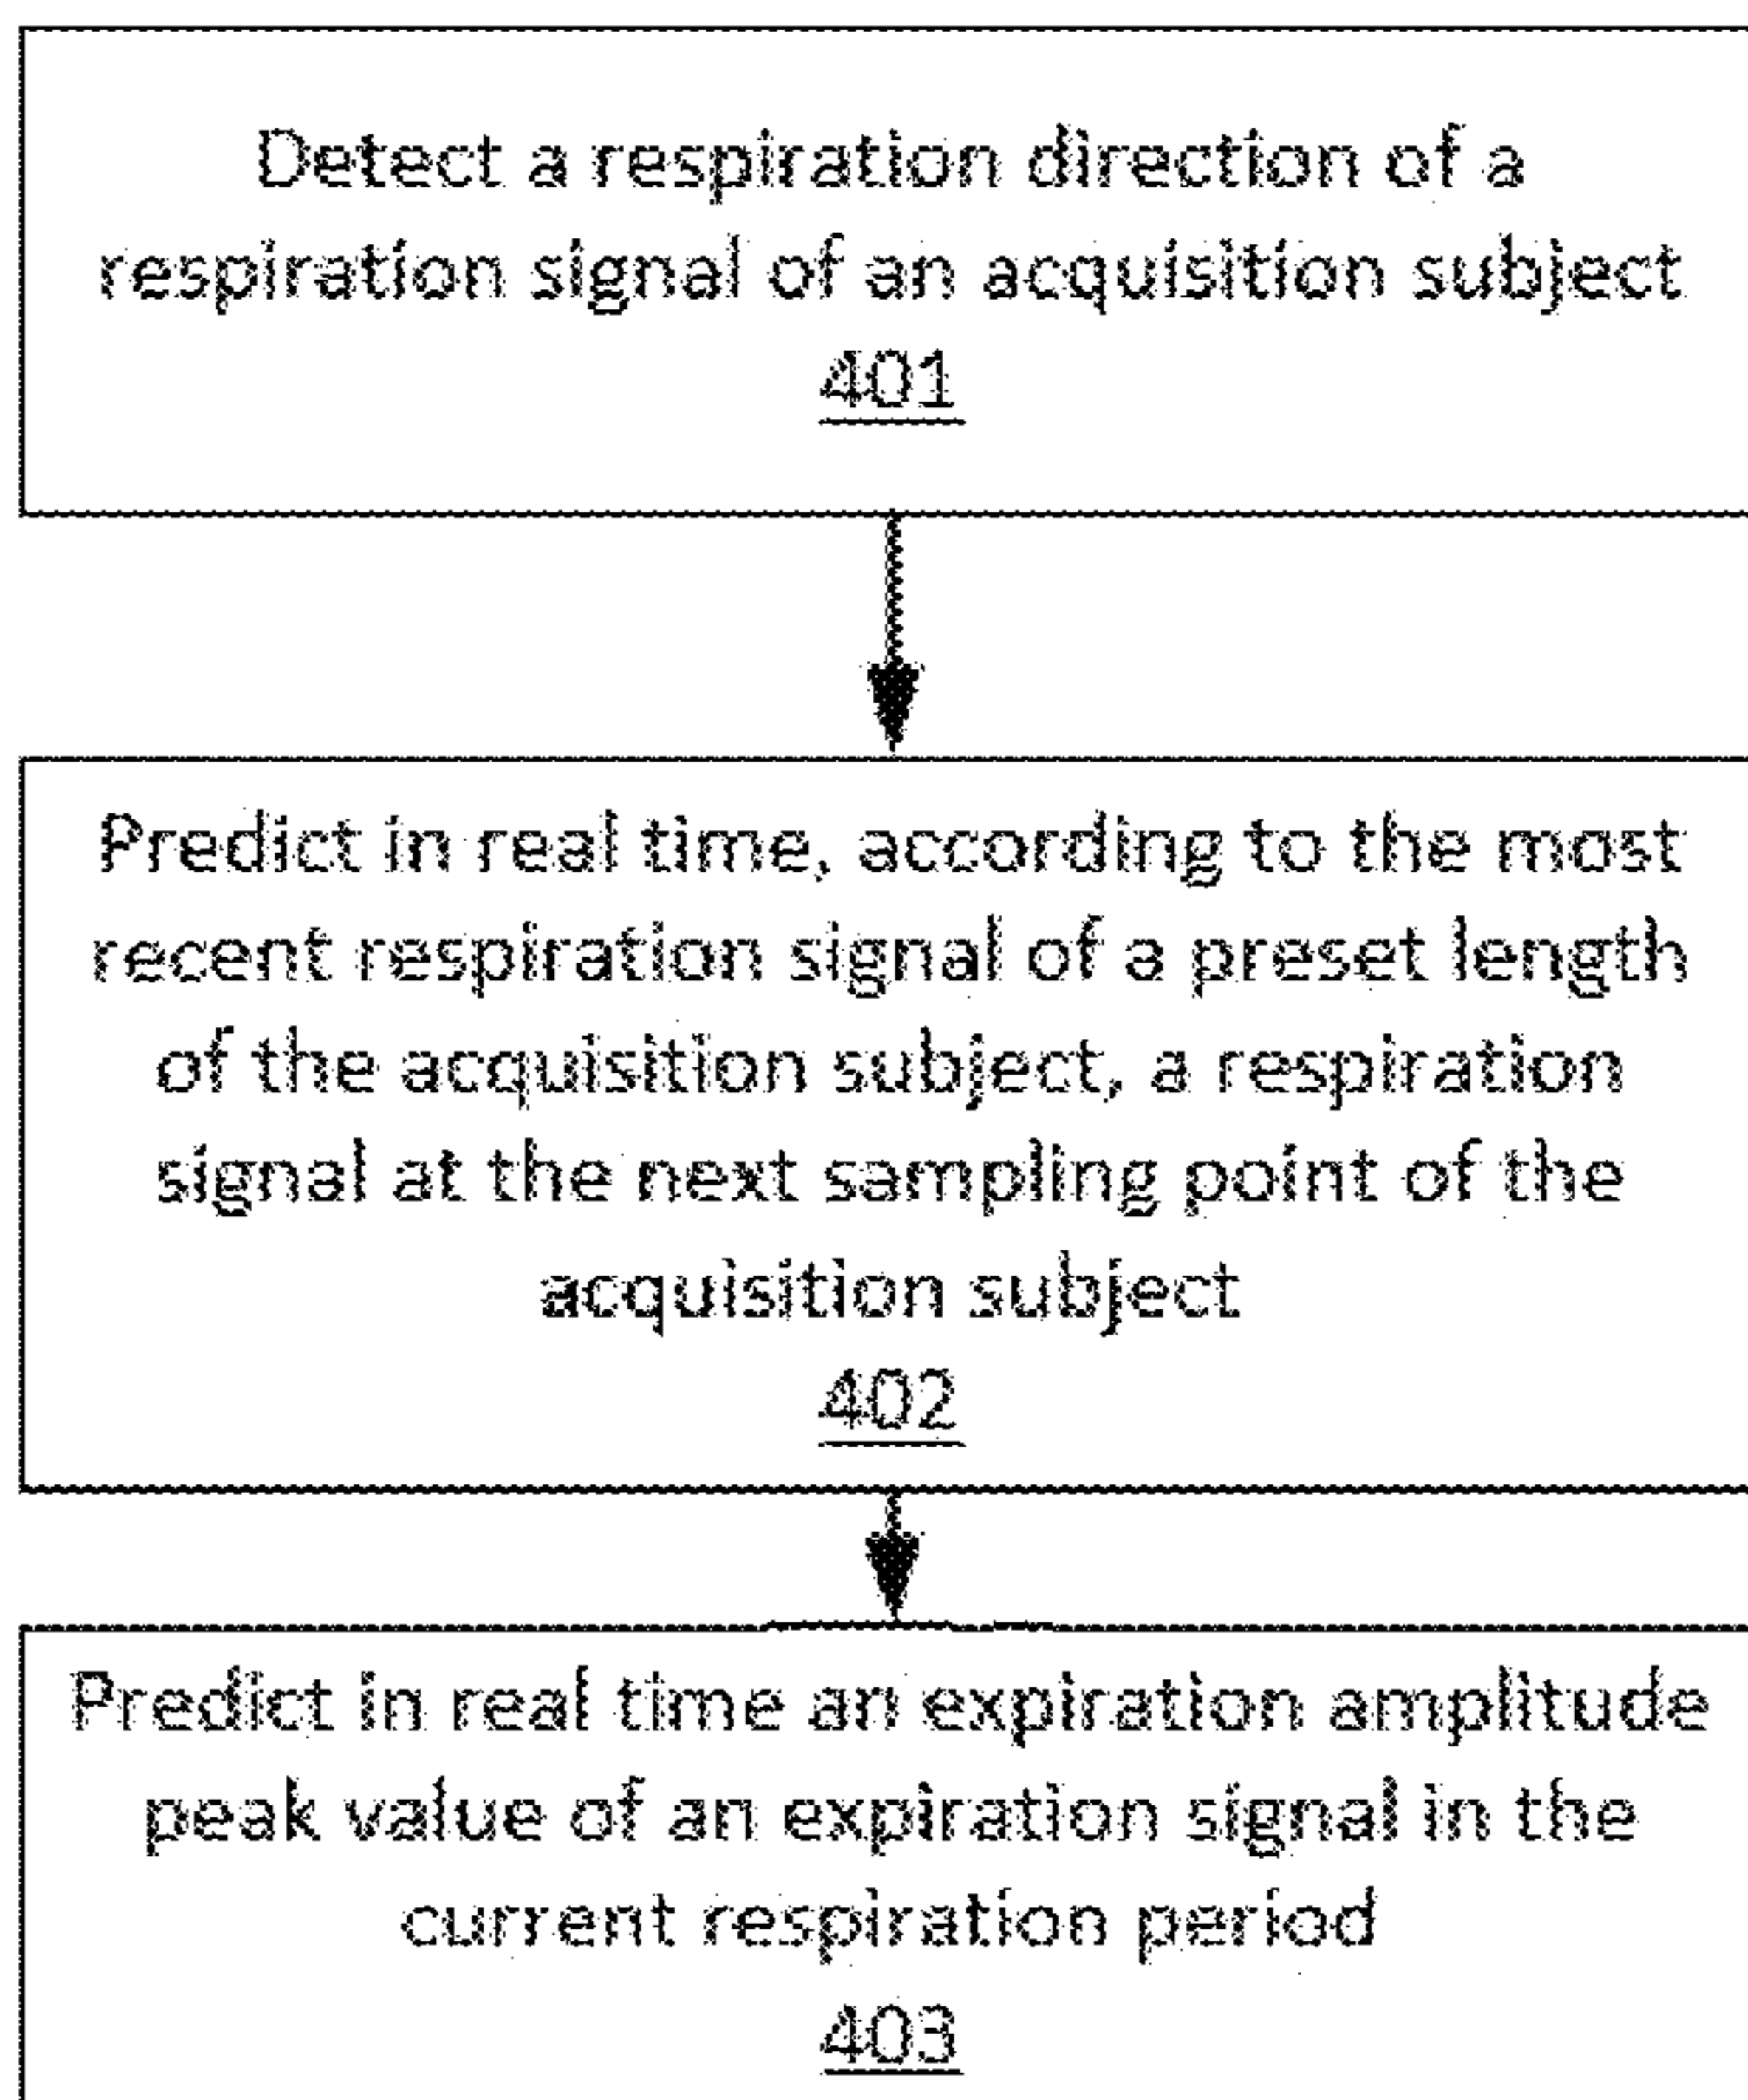 Detect a respiration direction of a
respiration signal of an acquisition subject
401
Predict in real time, according to the most
recent respiration signal of a preset length
of the acquisition subject, a respiration
signal at the next sampling point of the
acquisition subject
402
Predict in real time an expiration amplitude
peak value of an expiration signal in the
current respiration period
403